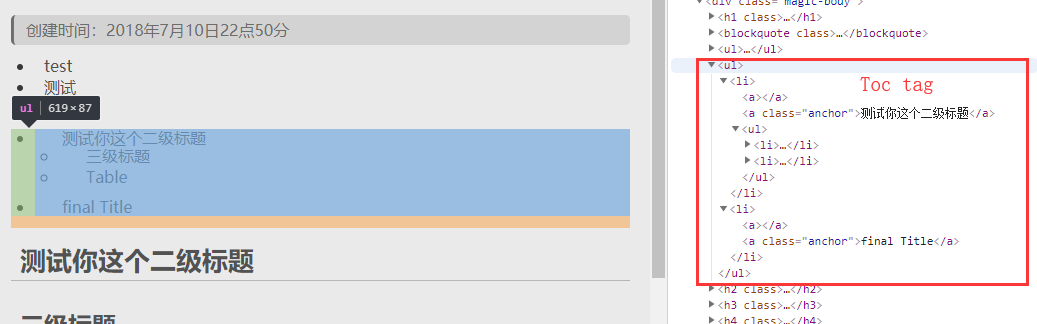 创建时间：2018年7月10日22点50分
test
测试
ul 619×87
测试你这个二级标题
三级标题
Table
final Title
测试你这个二级标题
<div class="magic-body">
<h1 class>…</h1>
<blockquote class>…</blockquote>
<ul>…</ul>
<ul>
Toc tag
<li>
<a></a>
<a class="anchor">测试你这个二级标题</a>
<ul>
<li>…</li>
<li>…</li>
</ul>
</li>
<li>
<a></a>
<a class="anchor">final Title</a>
</li>
</ul>
<h2 class>…</h2>
<h3 class>…</h3>
<h4 class>…</h4>